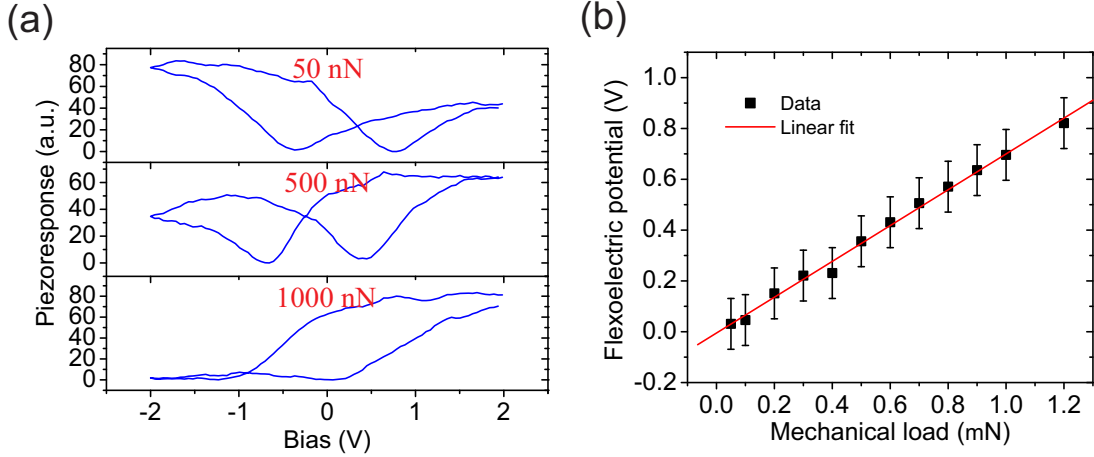 (a)
Piezoresponse (a.u.)
80
60
40
20
0
50 nN
60
40
20
0
500 nN
80
60
40
20
0
1000 nN
-2 -1 0 1 2
Bias (V)
(b)
Flexoelectric potential (V)
1.0
0.8
0.6
0.4
0.2
0.0
-0.2
Data
Linear fit
0.0 0.2 0.4 0.6 0.8 1.0 1.2
Mechanical load (mN)